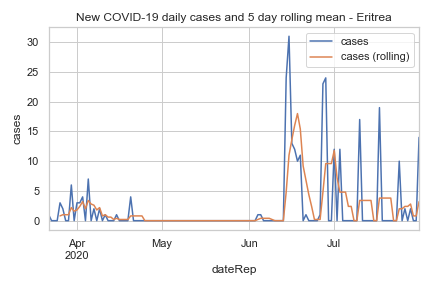 New COVID-19 daily cases and 5 day rolling mean - Eritrea
cases
cases (rolling)
30
25
20
15
10
5
0
cases
Apr
2020
May
Jun
Jul
dateRep